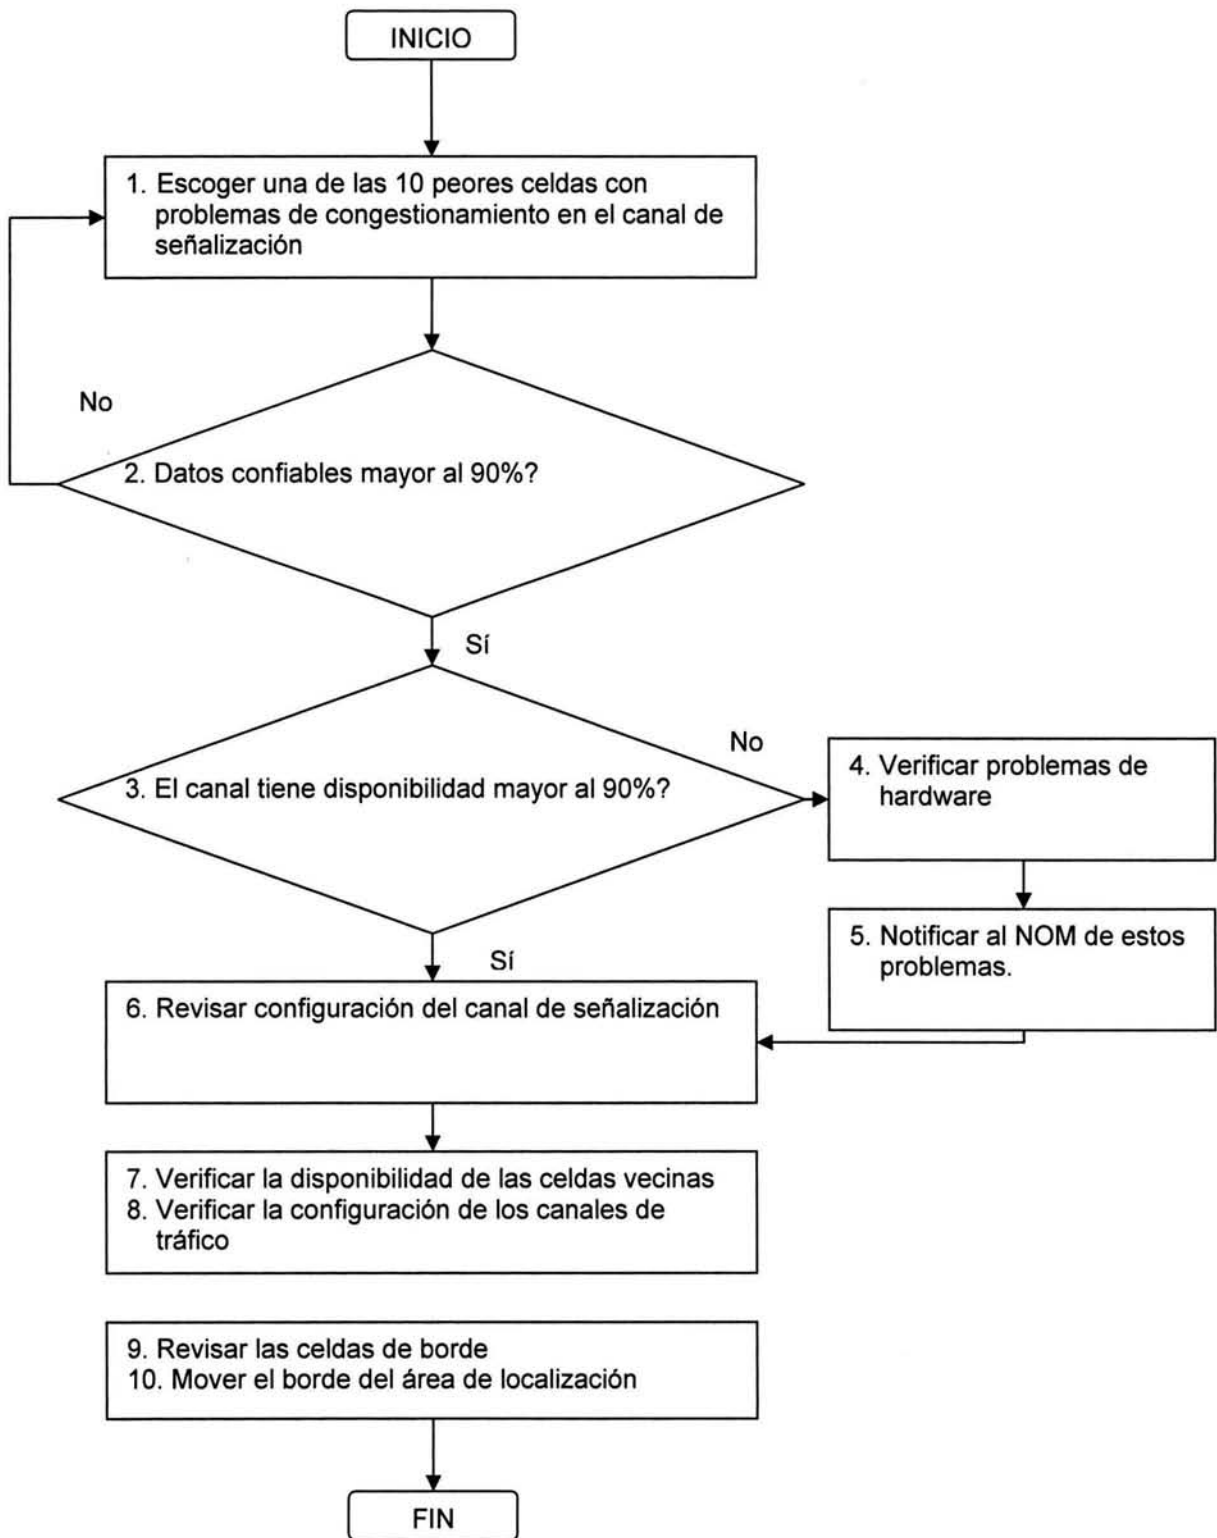 INICIO
1. Escoger una de las 10 peores celdas con
problemas de congestionamiento en el canal de
señalización
No
2. Datos confiables mayor al 90%?
Sí
No
3. El canal tiene disponibilidad mayor al 90%?
4. Verificar problemas de
hardware
5. Notificar al NOM de estos
problemas.
Sí
6. Revisar configuración del canal de señalización
7. Verificar la disponibilidad de las celdas vecinas
8. Verificar la configuración de los canales de
tráfico
9. Revisar las celdas de borde
10. Mover el borde del área de localización
FIN